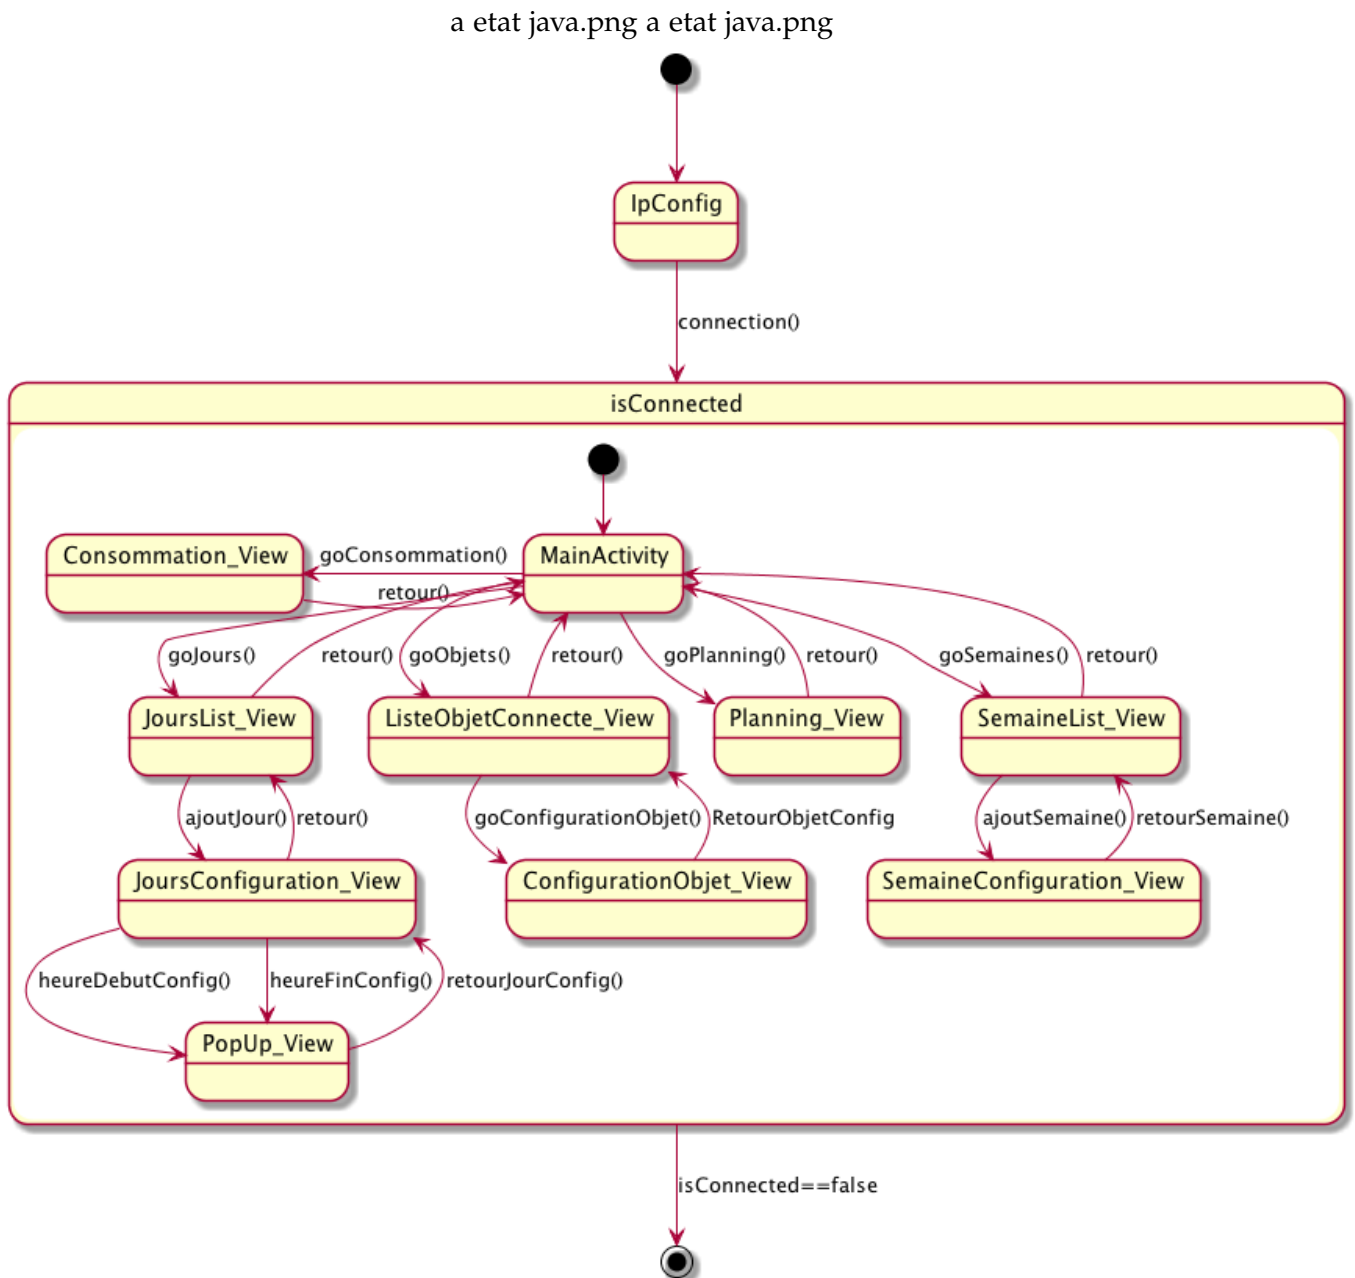 a etat java.png a etat java.png
IpConfig
connection()
isConnected
Consommation_View
goConsommation()
MainActivity
retour()
goJours()
retour()
goObjets()
retour()
goPlanning()
retour()
goSemaines()
retour()
JoursList_View
ListeObjetConnecte_View
Planning_View
SemaineList_View
ajoutJour()
retour()
goConfigurationObjet()
RetourObjetConfig
ajoutSemaine()
retourSemaine()
JoursConfiguration_View
ConfigurationObjet_View
SemaineConfiguration_View
heureDebutConfig()
heureFinConfig()
retourJourConfig()
PopUp_View
isConnected==false